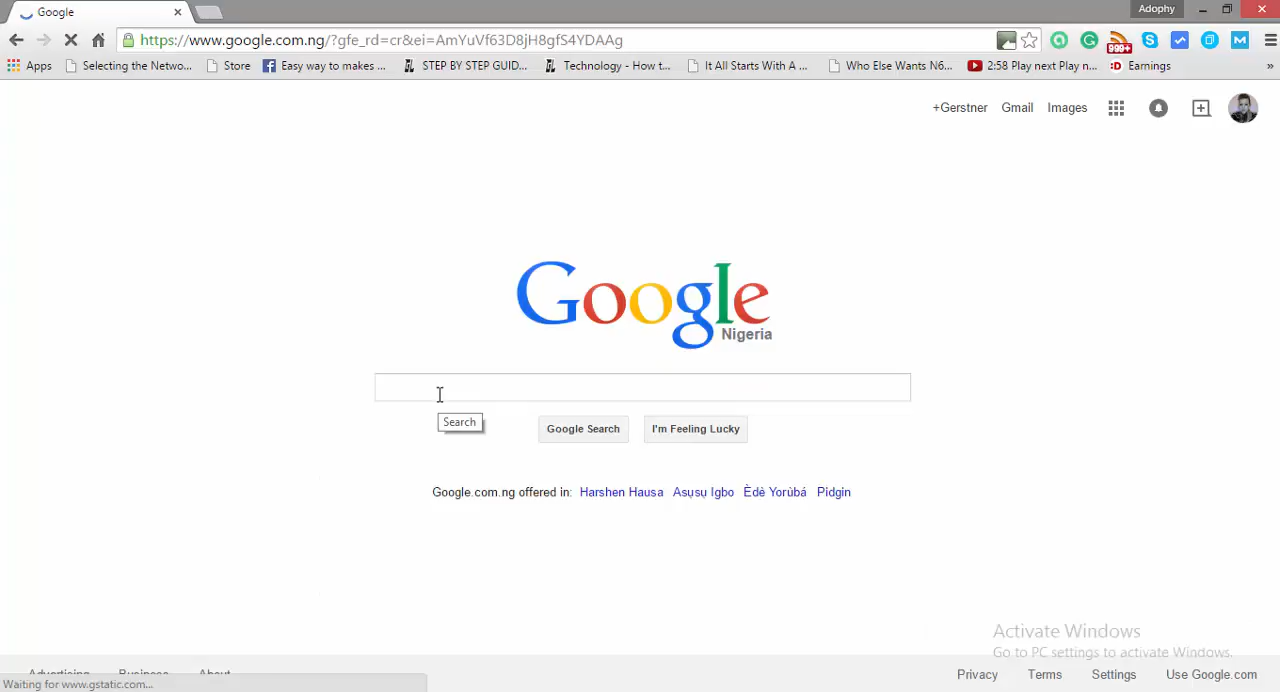 Google
Adophy
https://www.google.com.ng/?gfe_rd=cr&ei=AmYuVf63D8jH8gfS4YDAAg
999+
Apps Selecting the Netwo... Store Easy way to makes ... STEP BY STEP GUID... Technology - How t... It All Starts With A ... Who Else Wants N6... 2:58 Play next Play n... Earnings »
+Gerstner Gmail Images
Google
Nigeria
Search
Google Search I'm Feeling Lucky
Google.com.ng offered in: Harshen Hausa Asụsụ Igbo Èdè Yorùbá Pidgin
Activate Windows
Go to PC settings to activate Windows.
Advertising Business About Privacy Terms Settings Use Google.com
Waiting for www.gstatic.com...